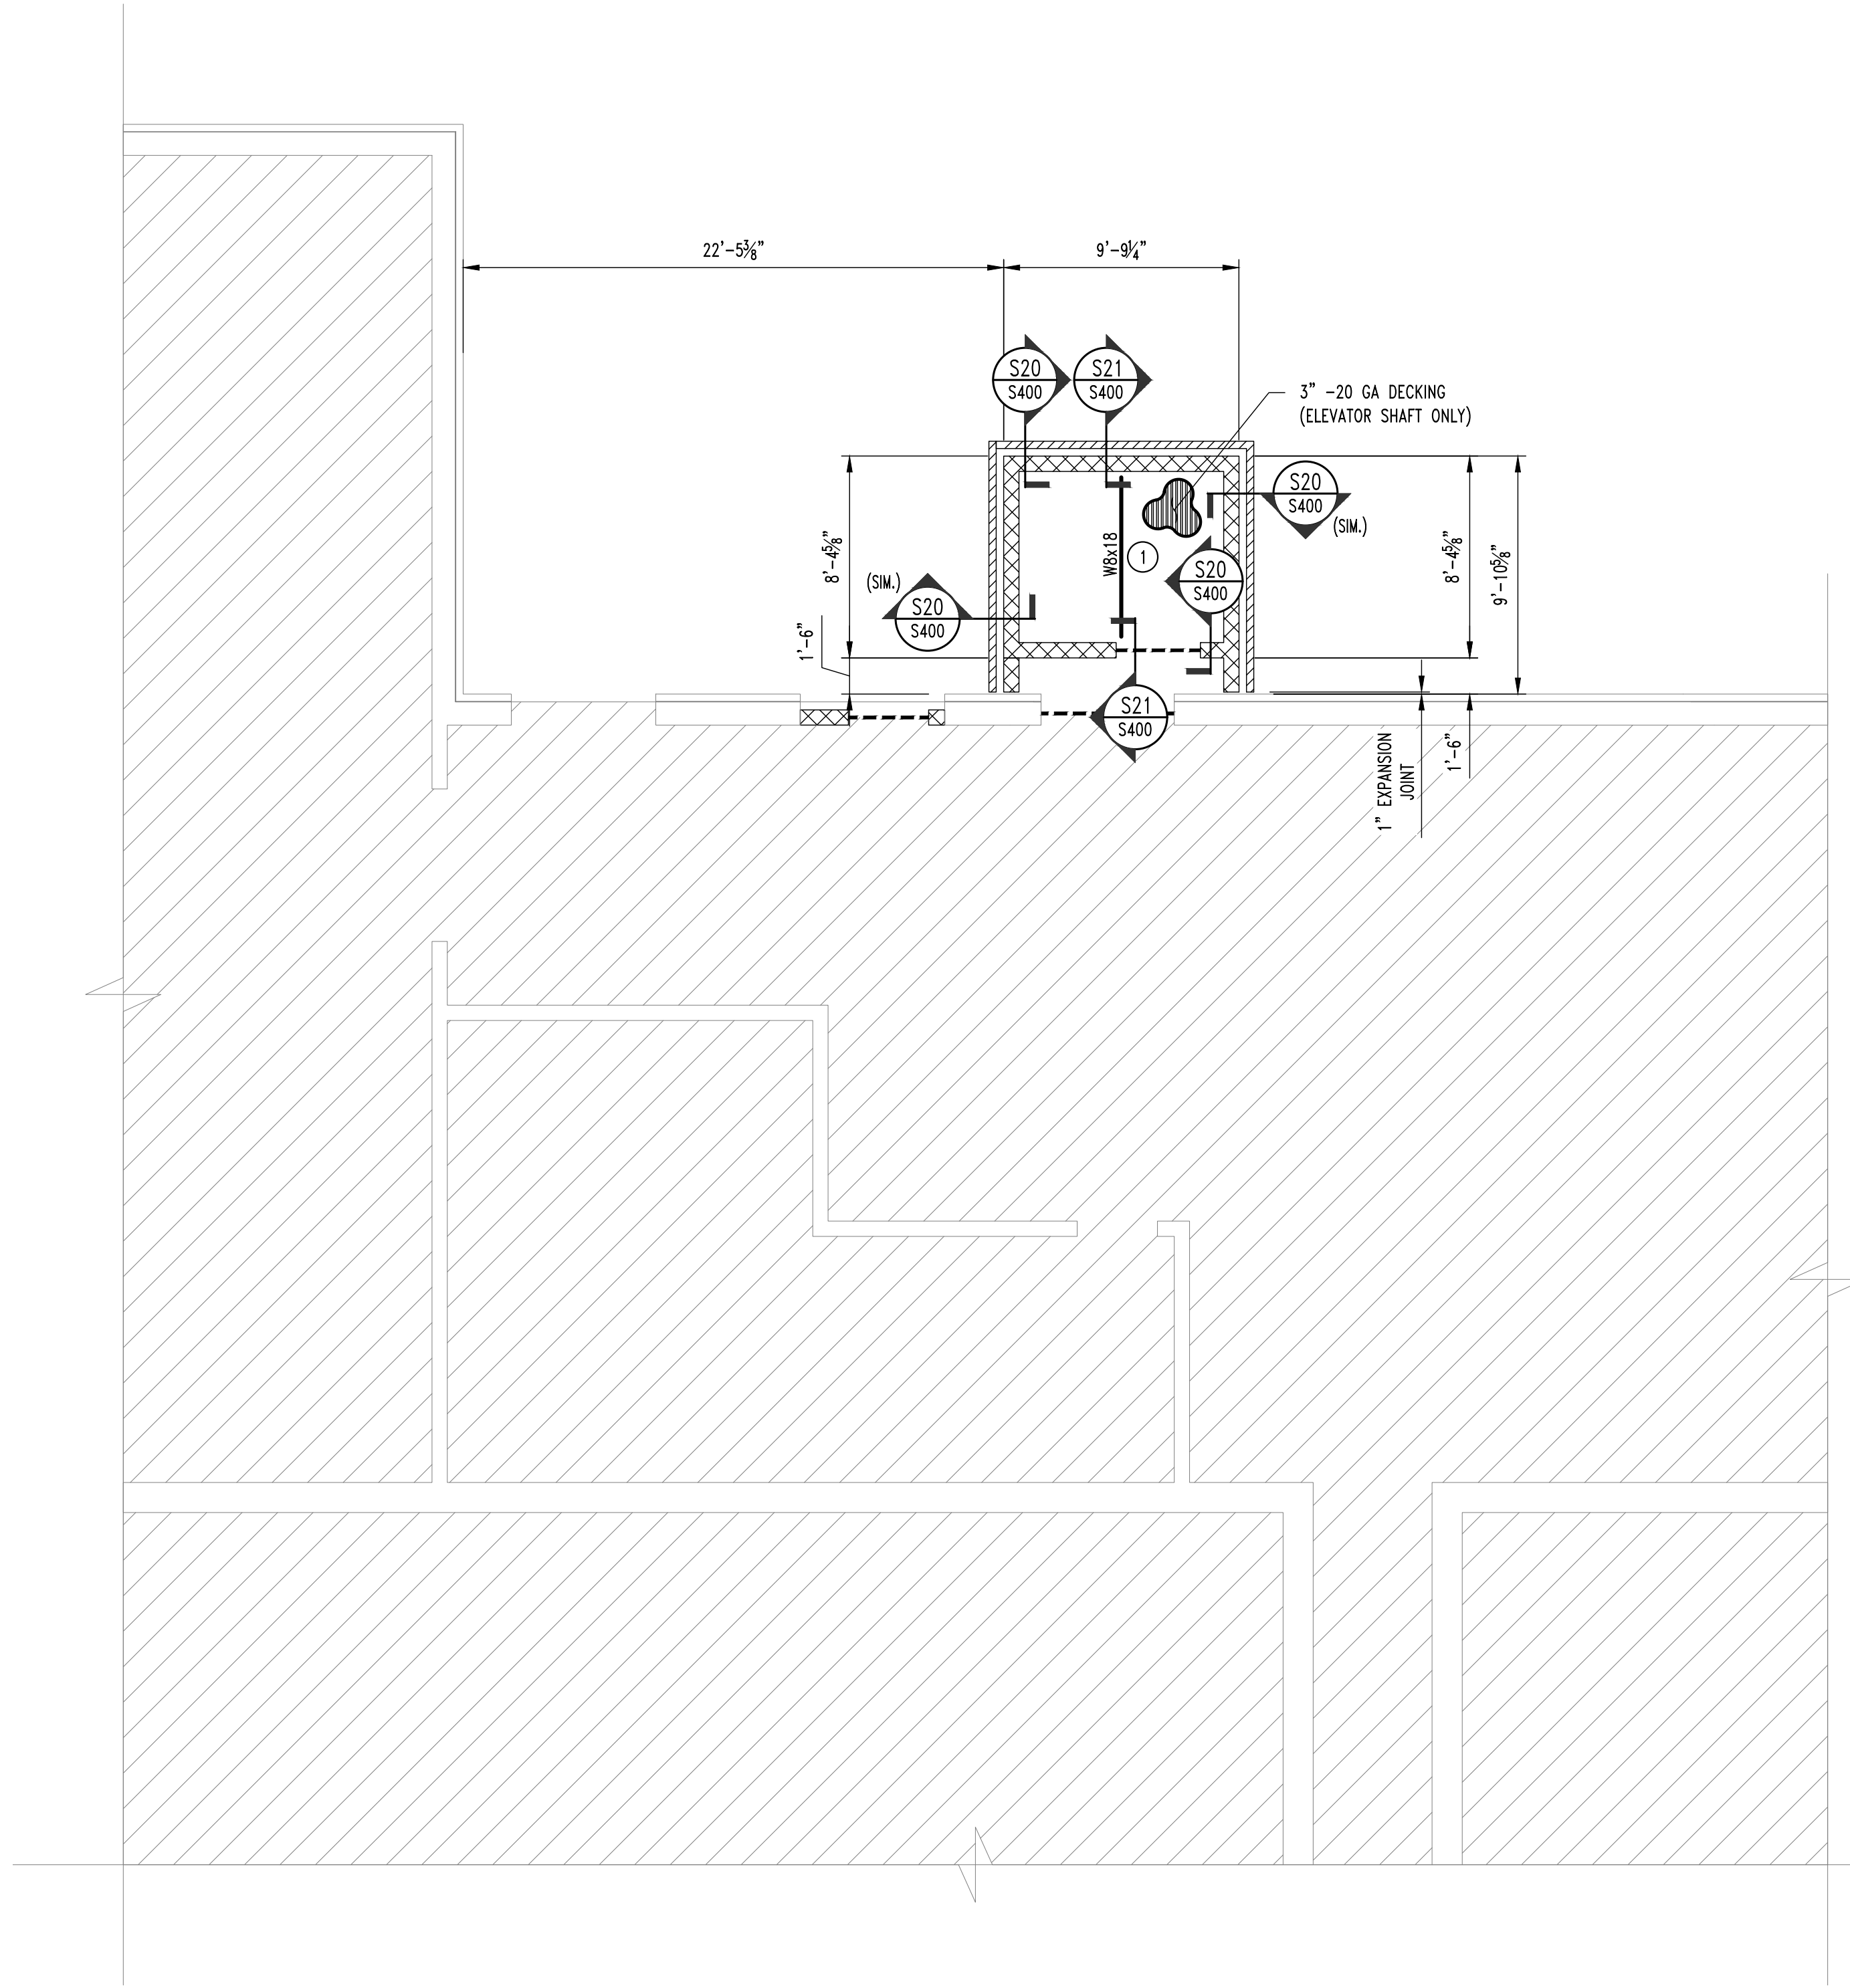 22'-5⅜"
9'-9¼"
S20
S400
S21
S400
3" -20 GA DECKING
(ELEVATOR SHAFT ONLY)
S20
S400
(SIM.)
8'-4⅝"
W8x18
1
S20
S400
8'-4⅝"
9'-10⅝"
(SIM.)
S20
S400
1'-6"
S21
S400
1" EXPANSION
JOINT
1'-6"